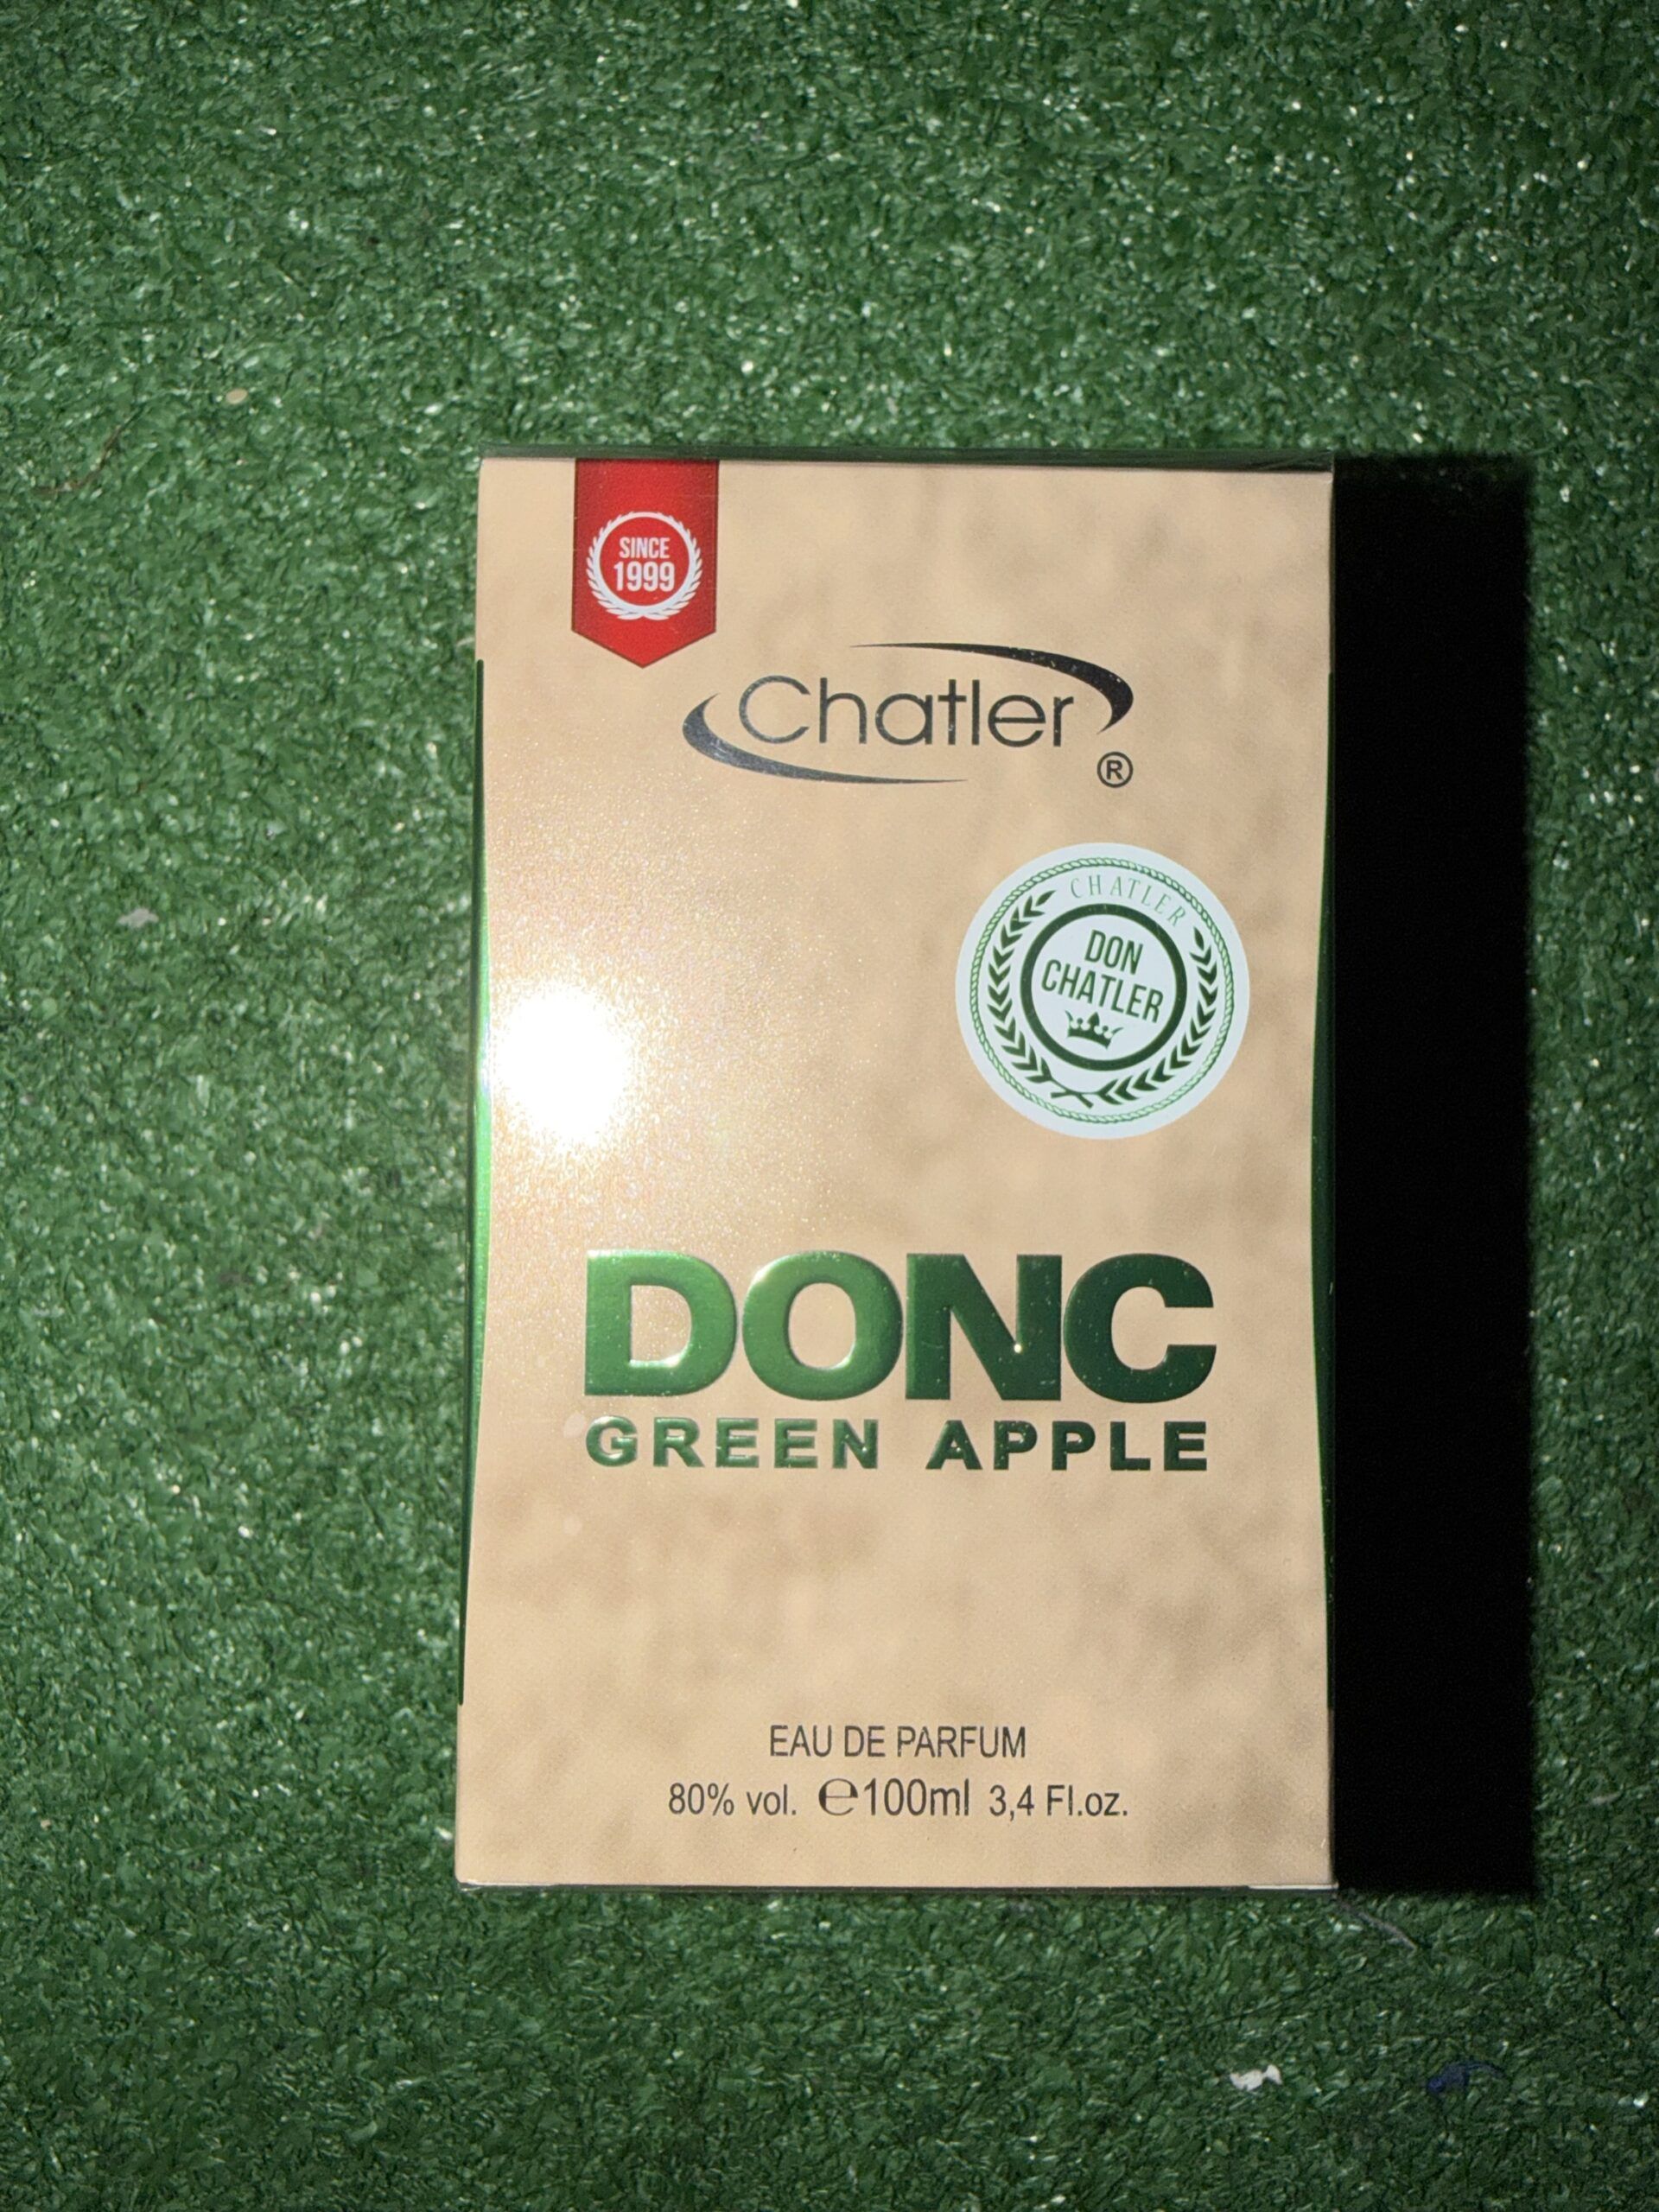 SINCE
1999
Chatler
®
CHATLER
DON
CHATLER
DONC
GREEN APPLE
EAU DE PARFUM
80% vol. ℮100ml 3,4 Fl.oz.